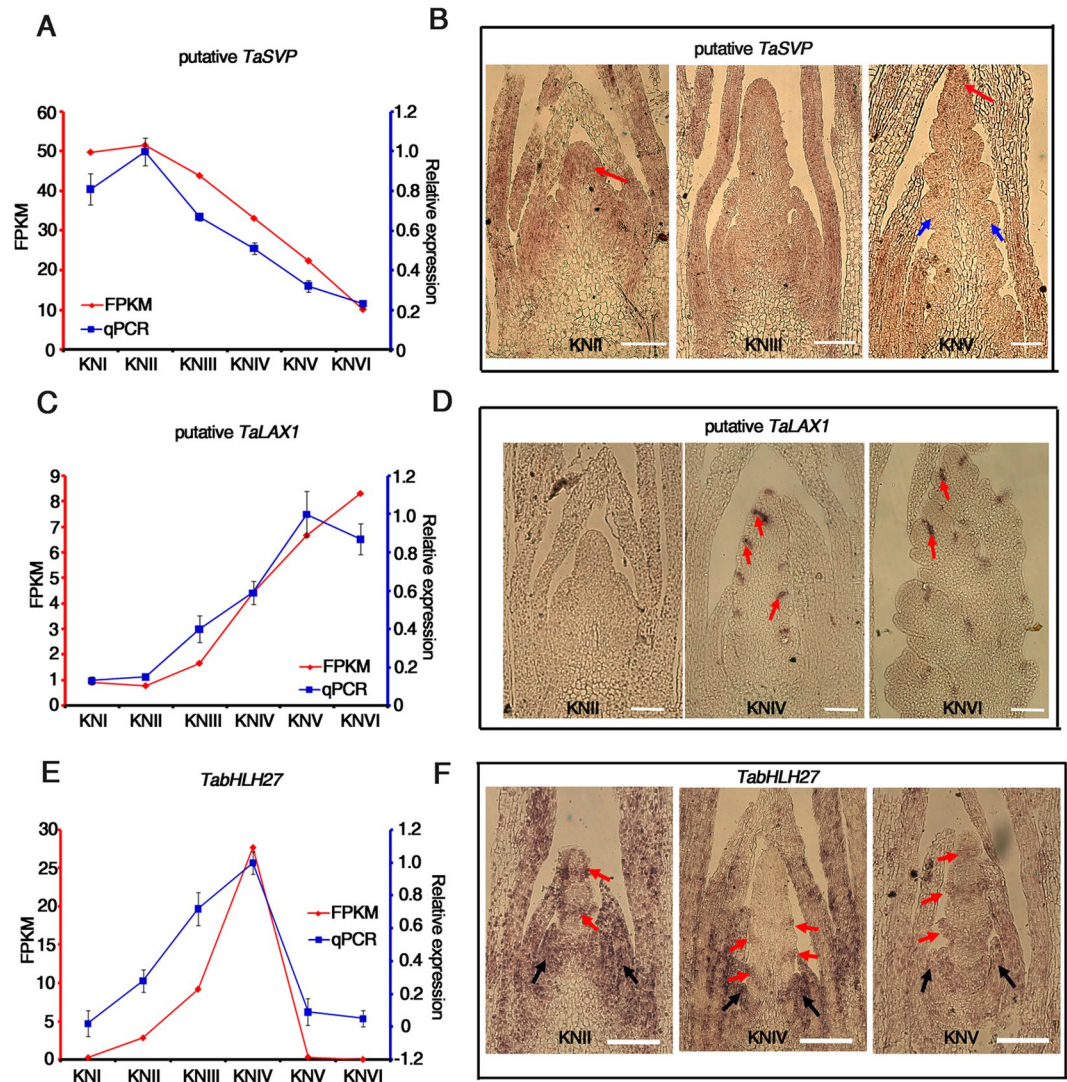 A
putative TaSVP
60
50
40
30
20
10
0
FPKM
1.2
1.0
0.8
0.6
0.4
0.2
0
Relative expression
FPKM
qPCR
KNI KNII KNIII KNIV KNV KNVI
B
putative TaSVP
KNII KNIII KNV
C
putative TaLAX1
9
8
7
6
5
4
3
2
1
0
FPKM
1.2
1.0
0.8
0.6
0.4
0.2
0
Relative expression
FPKM
qPCR
KNI KNII KNIII KNIV KNV KNVI
D
putative TaLAX1
KNII KNIV KNVI
E
TabHLH27
30
25
20
15
10
5
0
FPKM
1.2
1.0
0.8
0.6
0.4
0.2
0
-1.2
Relative expression
FPKM
qPCR
KNI KNII KNIII KNIV KNV KNVI
F
TabHLH27
KNII KNIV KNV